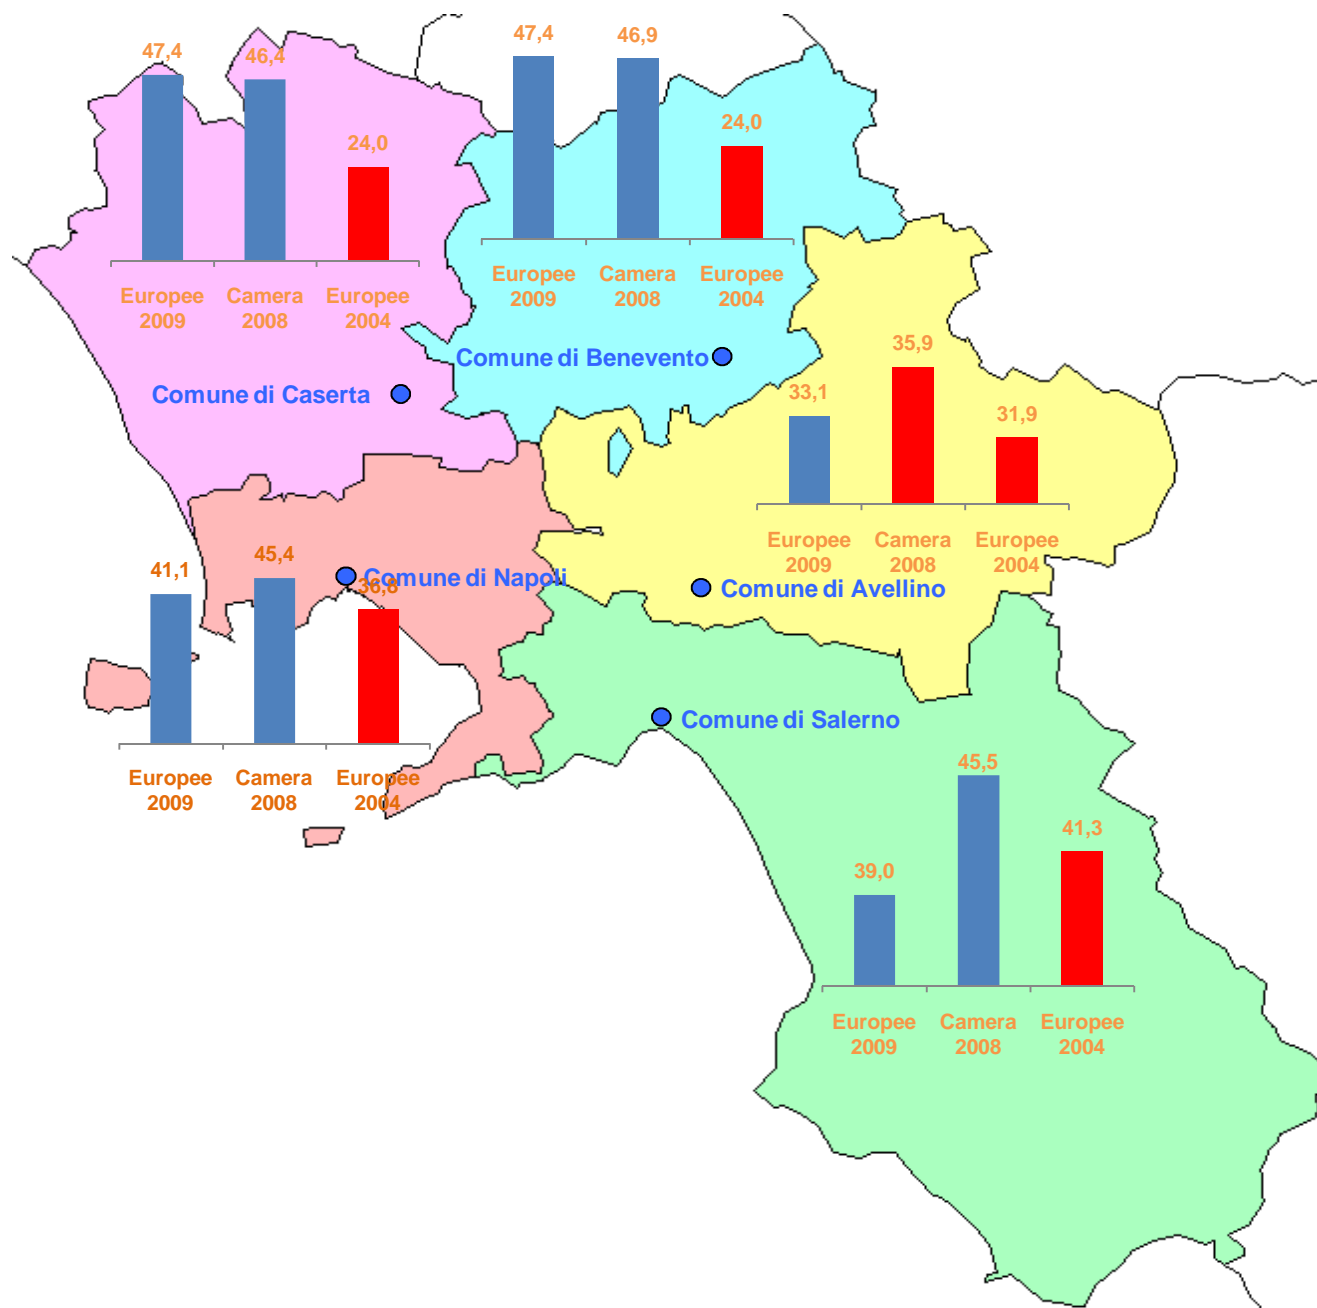 47,4
46,4
24,0
Europee
2009
Camera
2008
Europee
2004
47,4
46,9
24,0
Europee
2009
Camera
2008
Europee
2004
Comune di Benevento
Comune di Caserta
33,1
35,9
31,9
Europee
2009
Camera
2008
Europee
2004
41,1
45,4
36,8
Comune di Napoli
Europee
2009
Camera
2008
Europee
2004
Comune di Avellino
Comune di Salerno
39,0
45,5
41,3
Europee
2009
Camera
2008
Europee
2004